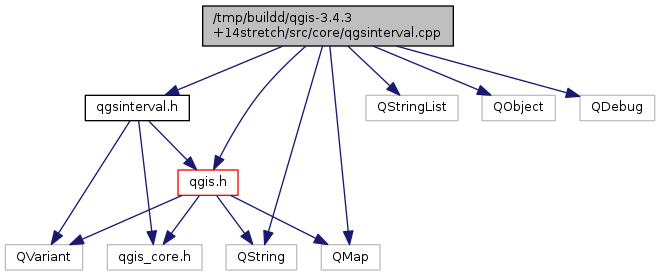 /tmp/buildd/qgis-3.4.3
+14stretch/src/core/qgsinterval.cpp
qgsinterval.h
QStringList
QObject
QDebug
qgis.h
QVariant
qgis_core.h
QString
QMap